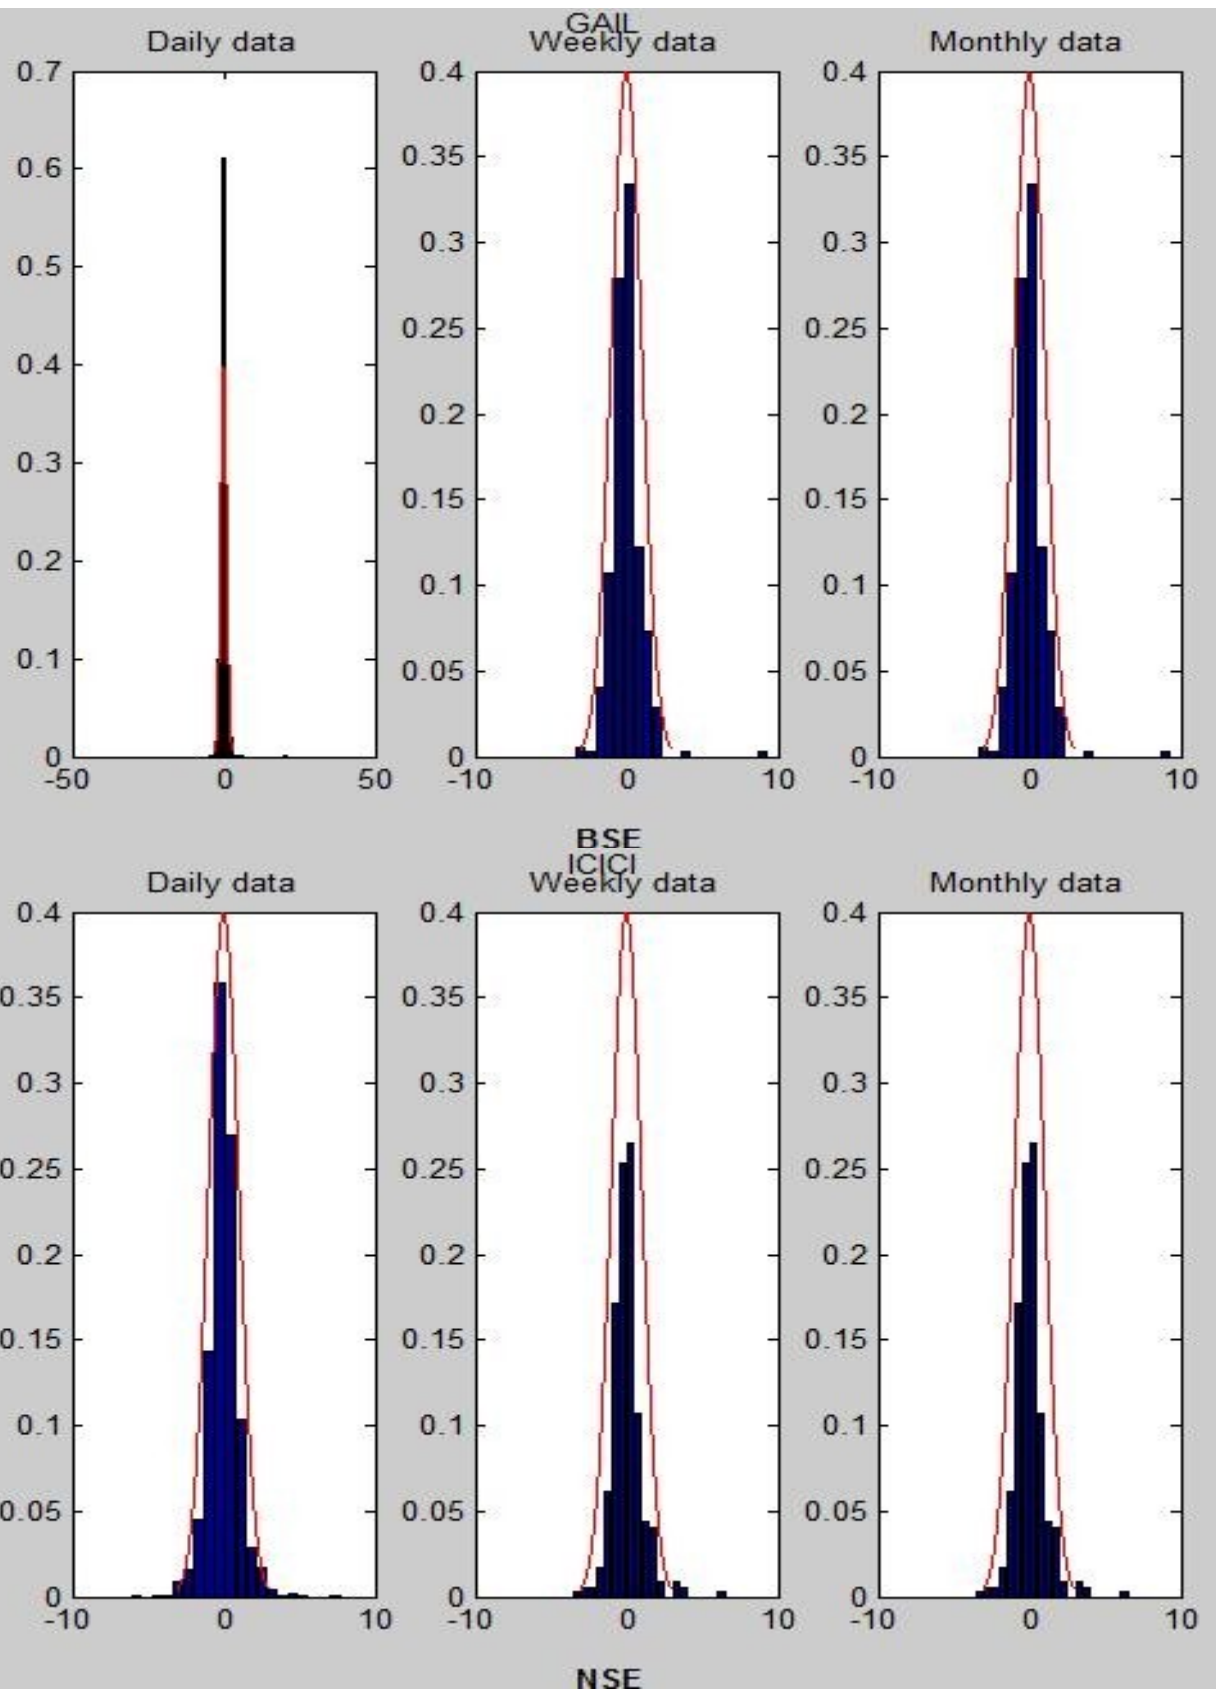 GAIL
Daily data Weekly data Monthly data
0.7 0.4 0.4
0.6 0.35 0.35
0.5 0.3 0.3
0.4 0.25 0.25
0.3 0.2 0.2
0.2 0.15 0.15
0.1 0.1 0.1
0.05 0.05
0 0 0
-50 0 50 -10 0 10 -10 0 10
BSE
ICICI
Daily data Weekly data Monthly data
0.4 0.4 0.4
0.35 0.35 0.35
0.3 0.3 0.3
0.25 0.25 0.25
0.2 0.2 0.2
0.15 0.15 0.15
0.1 0.1 0.1
0.05 0.05 0.05
0 0 0
-10 0 10 -10 0 10 -10 0 10
NSE